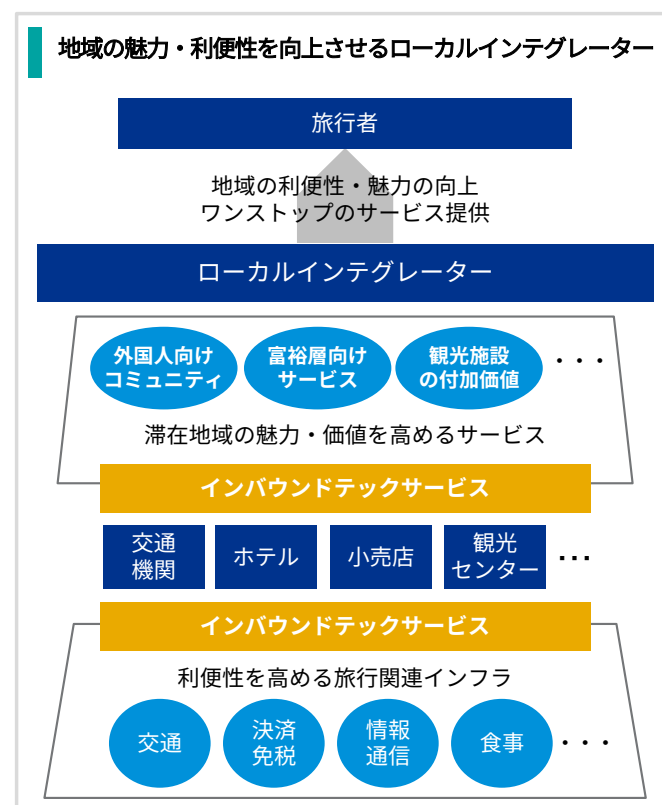 地域の魅力・利便性を向上させるローカルインテグレーター
旅行者
地域の利便性・魅力の向上
ワンストップのサービス提供
ローカルインテグレーター
外国人向け
コミュニティ
富裕層向け
サービス
観光施設
の付加価値
・・・
滞在地域の魅力・価値を高めるサービス
インバウンドテックサービス
交通
機関
ホテル
小売店
観光
センター
･･･
インバウンドテックサービス
利便性を高める旅行関連インフラ
交通
決済
免税
情報
通信
食事
・・・